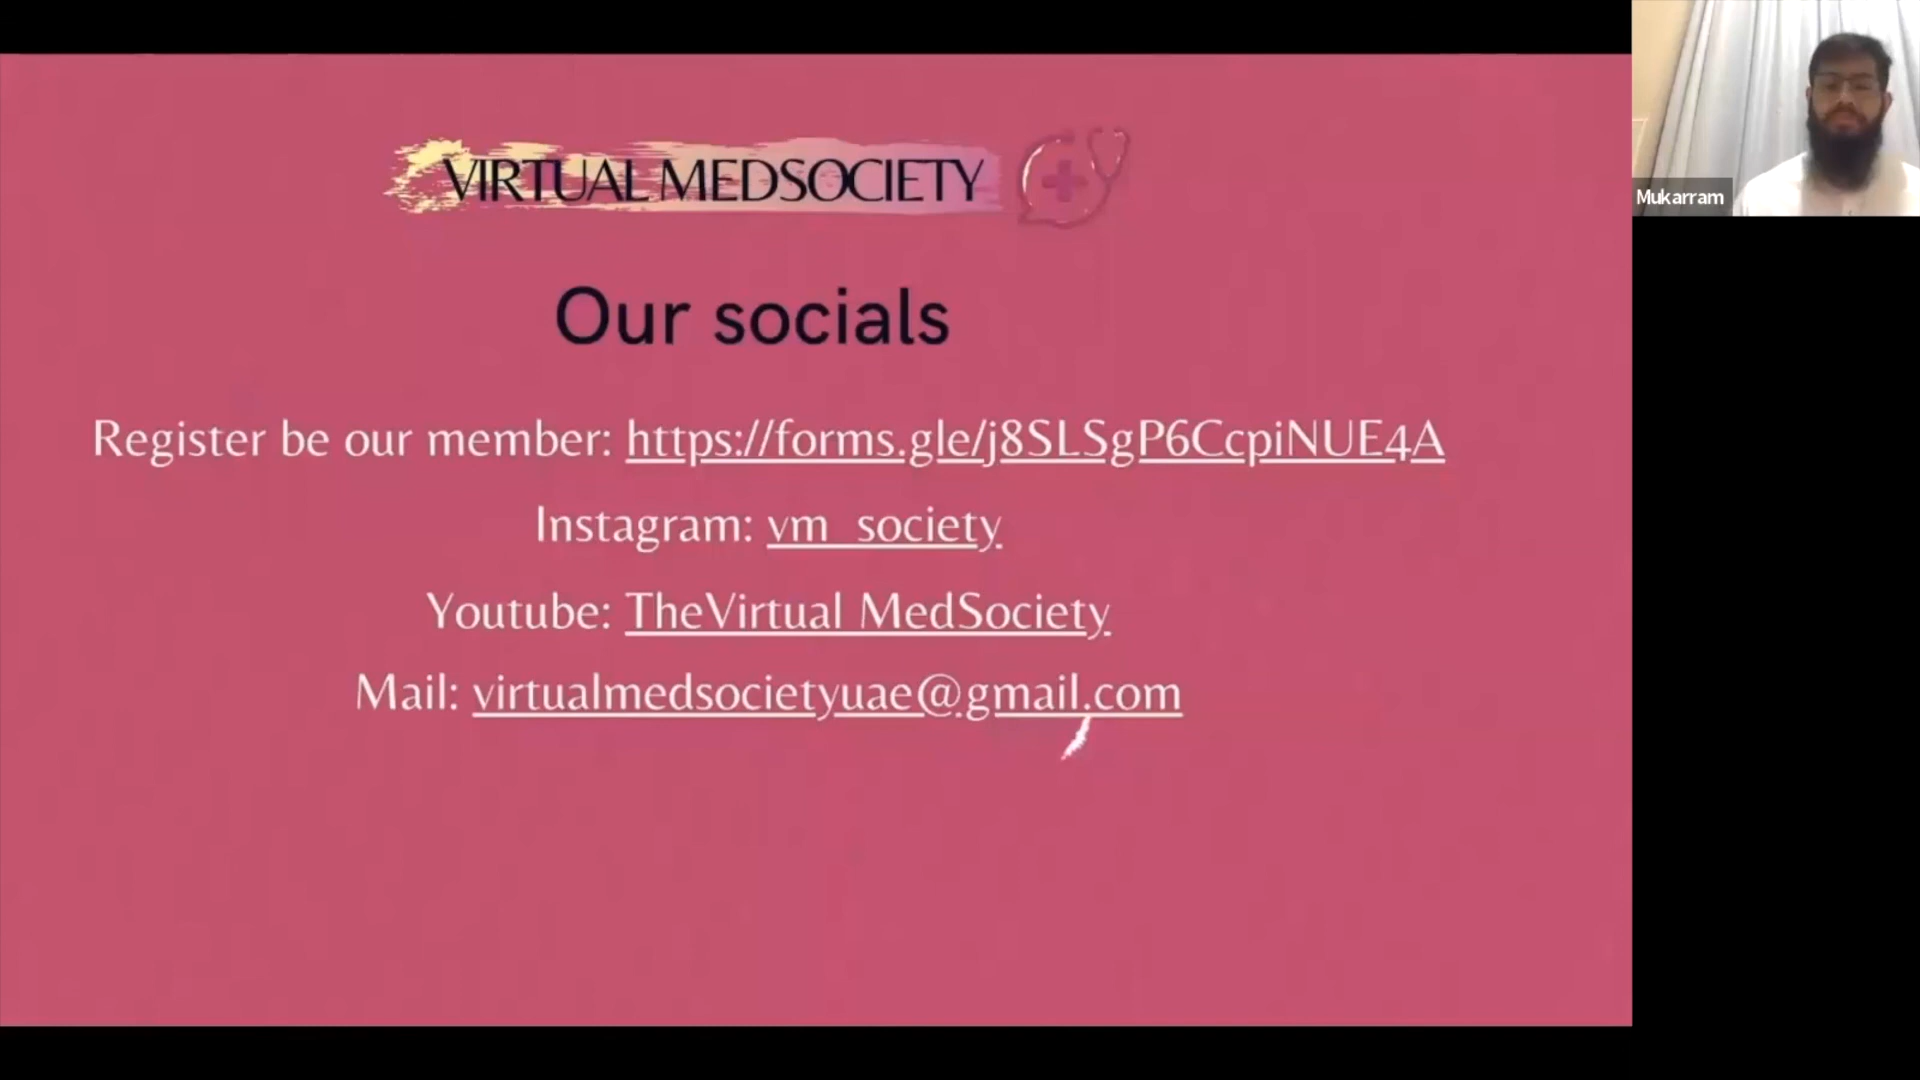 VIRTUAL MEDSOCIETY
Our socials
Register be our member: https://forms.gle/j8SLSgP6CcpiNUE4A
Instagram: vm_society
Youtube: TheVirtual MedSociety
Mail: virtualmedsocietyuae@gmail.com
Mukarram